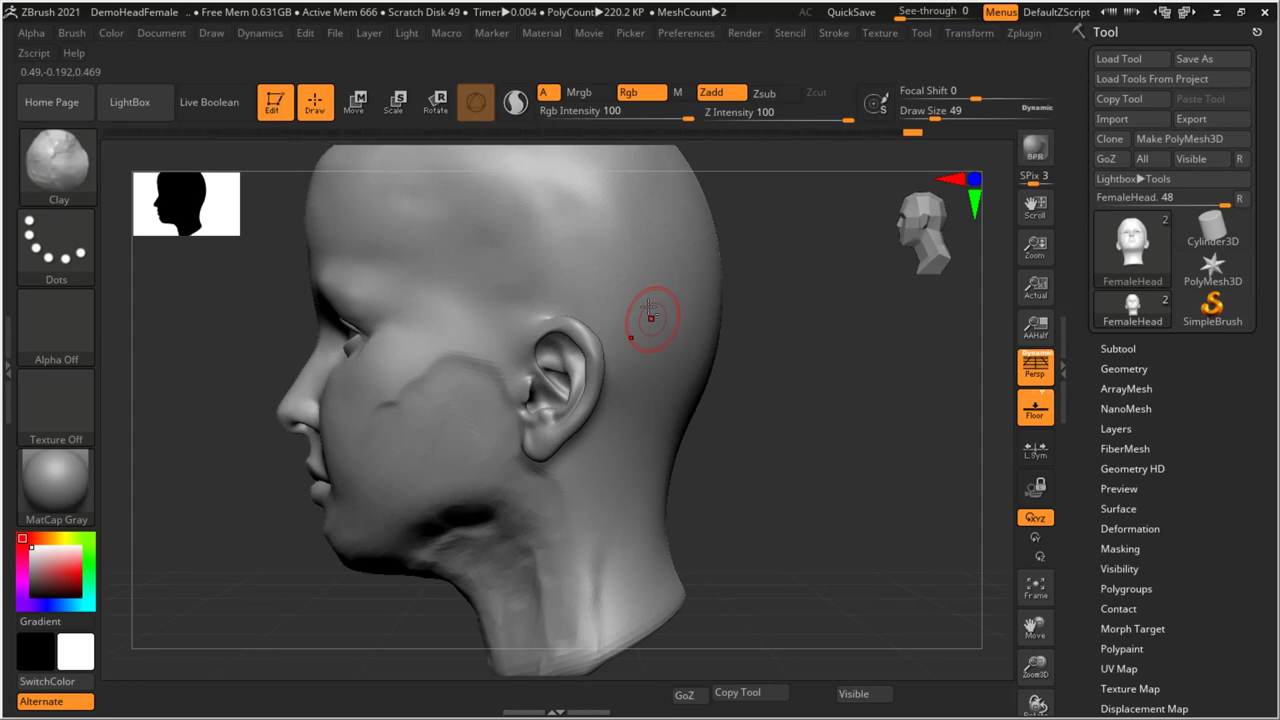 ZBrush 2021 DemoHeadFemale .. • Free Mem 0.631GB • Active Mem 666 • Scratch Disk 49 • Timer▶0.004 • PolyCount▶220.2 KP • MeshCount▶2 AC QuickSave See-through 0 Menus DefaultZScript
Alpha Brush Color Document Draw Dynamics Edit File Layer Light Macro Marker Material Movie Picker Preferences Render Stencil Stroke Texture Tool Transform Zplugin
Zscript Help
0.49,-0.192,0.469
Home Page
LightBox
Live Boolean
Edit
Draw
Move
Scale
Rotate
A Mrgb Rgb M Zadd Zsub Zcut
Rgb Intensity 100 Z Intensity 100
S
Focal Shift 0
Draw Size 49 Dynamic
Clay
Dots
Alpha Off
Texture Off
MatCap Gray
Gradient
SwitchColor
Alternate
BPR
SPix 3
Scroll
Zoom
Actual
AAHalf
Dynamic
Persp
Floor
L.Sym
XYZ
Y
Z
Frame
Move
Zoom3D
Rotate
GoZ Copy Tool Visible
Tool
Load Tool Save As
Load Tools From Project
Copy Tool Paste Tool
Import Export
Clone Make PolyMesh3D
GoZ All Visible R
Lightbox▶Tools
FemaleHead. 48 R
2
FemaleHead
Cylinder3D
PolyMesh3D
2
FemaleHead
SimpleBrush
Subtool
Geometry
ArrayMesh
NanoMesh
Layers
FiberMesh
Geometry HD
Preview
Surface
Deformation
Masking
Visibility
Polygroups
Contact
Morph Target
Polypaint
UV Map
Texture Map
Displacement Map